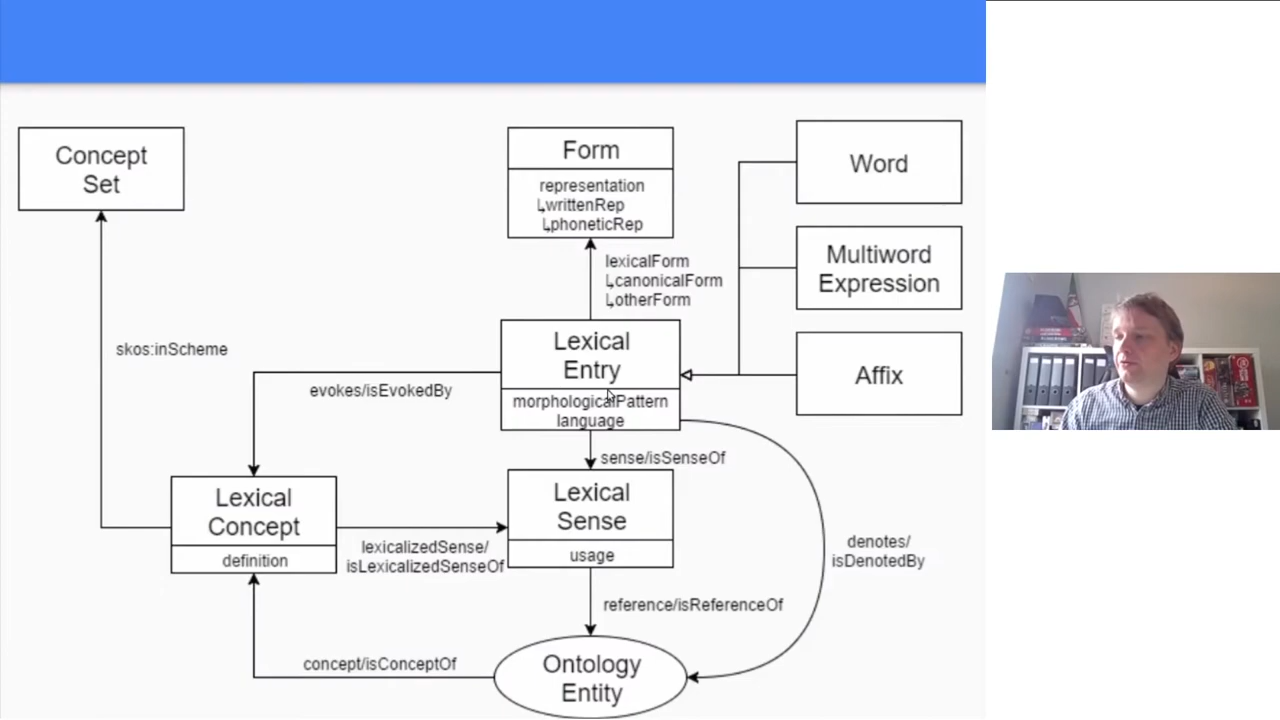 Concept
Set
Form
representation
↳writtenRep
↳phoneticRep
Word
Multiword
Expression
Affix
lexicalForm
↳canonicalForm
↳otherForm
skos:inScheme
Lexical
Entry
morphologicalPattern
language
evokes/isEvokedBy
sense/isSenseOf
Lexical
Concept
definition
lexicalizedSense/
isLexicalizedSenseOf
Lexical
Sense
usage
denotes/
isDenotedBy
reference/isReferenceOf
concept/isConceptOf
Ontology
Entity